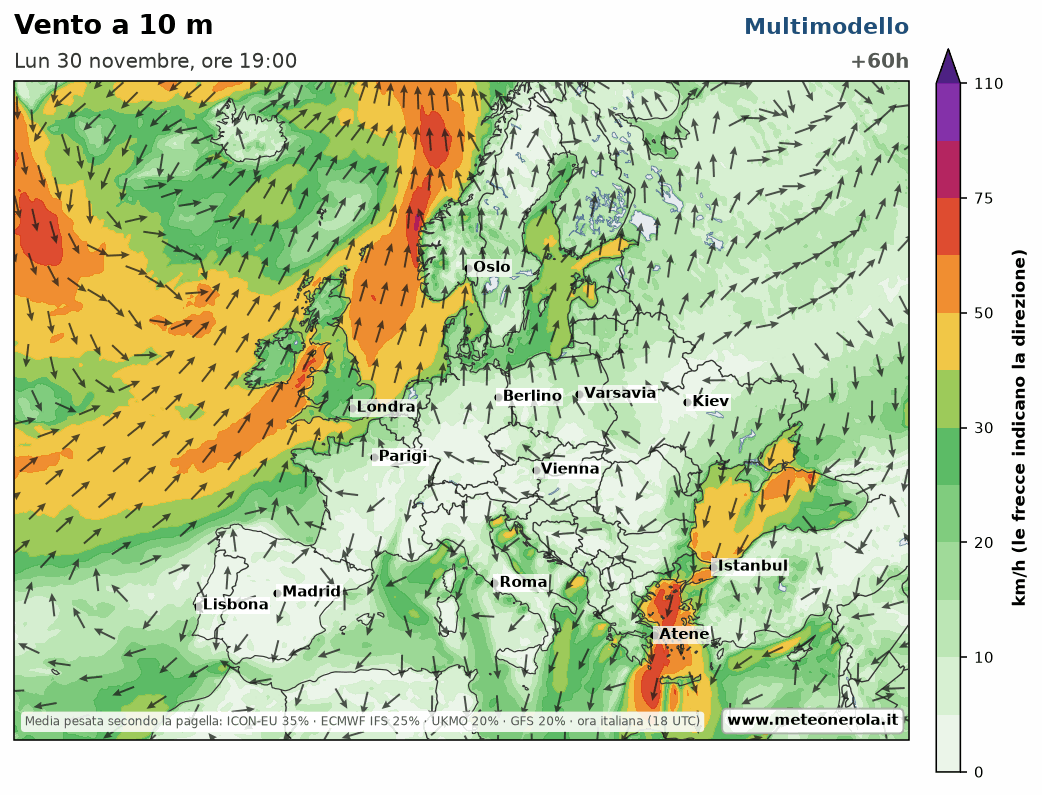 Vento a 10 m
Multimodello
Lun 30 novembre, ore 19:00
+60h
110
75
50
30
20
10
0
km/h (le frecce indicano la direzione)
Oslo
Londra
Berlino
Varsavia
Kiev
Parigi
Vienna
Istanbul
Roma
Madrid
Lisbona
Atene
Media pesata secondo la pagella: ICON-EU 35% · ECMWF IFS 25% · UKMO 20% · GFS 20% · ora italiana (18 UTC)
www.meteonerola.it